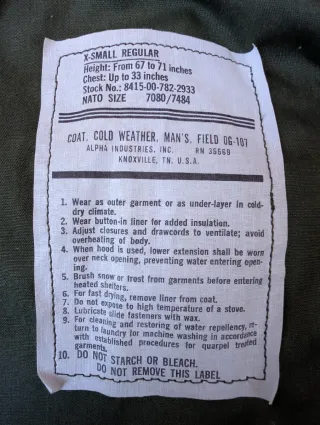 X-SMALL REGULAR
Height: From 67 to 71 inches
Chest: Up to 33 inches
Stock No.: 8415-00-782-2933
NATO SIZE 7080/7484
COAT, COLD WEATHER, MAN'S, FIELD OG-107
ALPHA INDUSTRIES, INC. RN 35669
KNOXVILLE, TN. U.S.A.
1. Wear as outer garment or as under-layer in cold-
dry climate.
2. Wear button-in liner for added insulation.
3. Adjust closures and drawcords to ventilate; avoid
overheating of body.
4. When hood is used, lower extension shall be worn
over neck opening, preventing water entering open-
ing.
5. Brush snow or frost from garments before entering
heated shelters.
6. For fast drying, remove liner from coat.
7. Do not expose to high temperature of a stove.
8. Lubricate slide fasteners with wax.
9. For cleaning and restoring of water repellency, re-
turn to laundry for machine washing in accordance
with established procedures for quarpel treated
garments.
10. DO NOT STARCH OR BLEACH.
DO NOT REMOVE THIS LABEL